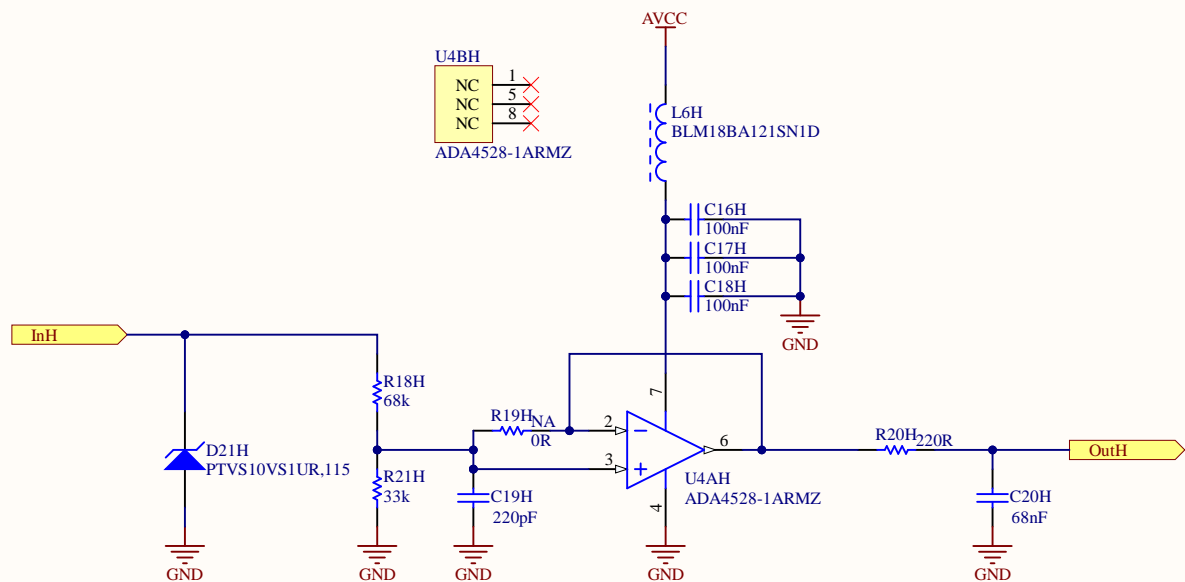 AVCC
U4BH
NC 1
NC 5
NC 8
ADA4528-1ARMZ
L6H
BLM18BA121SN1D
C16H
100nF
C17H
100nF
C18H
100nF
GND
InH
R18H
68k
7
R19H NA
0R
2
3
6
4
U4AH
ADA4528-1ARMZ
R20H 220R
OutH
D21H
PTVS10VS1UR,115
R21H
33k
C19H
220pF
C20H
68nF
GND
GND
GND
GND
GND